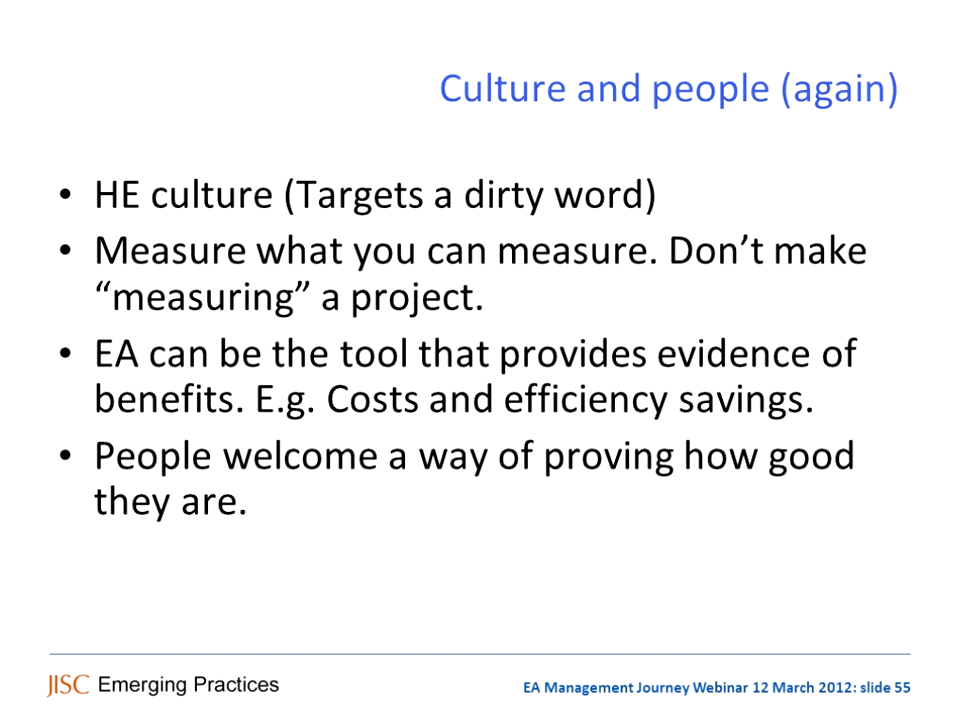 Culture and people (again)
• HE culture (Targets a dirty word)
• Measure what you can measure. Don’t make
“measuring” a project.
• EA can be the tool that provides evidence of
benefits. E.g. Costs and efficiency savings.
• People welcome a way of proving how good
they are.
JISC Emerging Practices
EA Management Journey Webinar 12 March 2012: slide 55